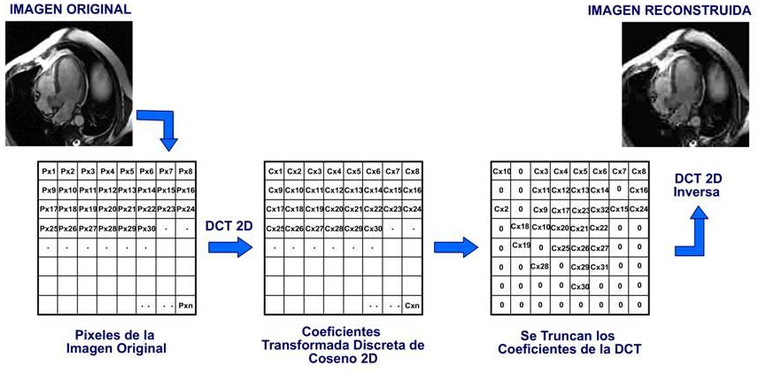 IMAGEN ORIGINAL
IMAGEN RECONSTRUIDA
Px1 Px2 Px3 Px4 Px5 Px6 Px7 Px8
Px9 Px10 Px11 Px12 Px13 Px14 Px15 Px16
Px17 Px18 Px19 Px20 Px21 Px22 Px23 Px24
Px25 Px26 Px27 Px28 Px29 Px30 . .
. . . . . .
. . . Pxn
Pixeles de la
Imagen Original
DCT 2D
Cx1 Cx2 Cx3 Cx4 Cx5 Cx6 Cx7 Cx8
Cx9 Cx10 Cx11 Cx12 Cx13 Cx14 Cx15 Cx16
Cx17 Cx18 Cx19 Cx20 Cx21 Cx22 Cx23 Cx24
Cx25 Cx26 Cx27 Cx28 Cx29 Cx30 . .
. . . . . .
. . . Cxn
Coeficientes
Transformada Discreta de
Coseno 2D
Cx10 0 Cx3 Cx4 Cx5 Cx6 Cx7 Cx8
0 0 Cx11 Cx12 Cx13 Cx14 0 Cx16
Cx2 0 Cx9 Cx17 Cx23 Cx32 Cx15 Cx24
0 Cx18 Cx10 Cx20 Cx21 Cx22 0 0
0 Cx19 0 Cx25 Cx26 Cx27 0 0
0 0 Cx28 0 Cx29 Cx31 0 0
0 0 0 0 Cx30 0 0 0
0 0 0 0 0 0 0 0
Se Truncan los
Coeficientes de la DCT
DCT 2D
Inversa